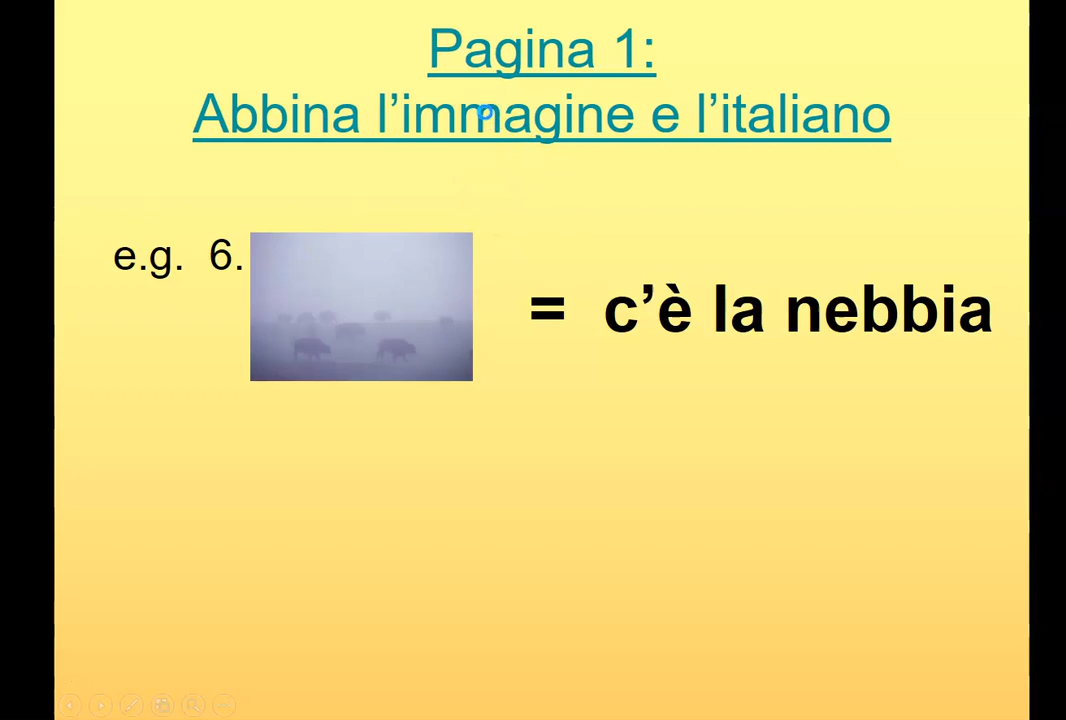 Pagina 1:
Abbina l’immagine e l’italiano
e.g. 6.
= c’è la nebbia